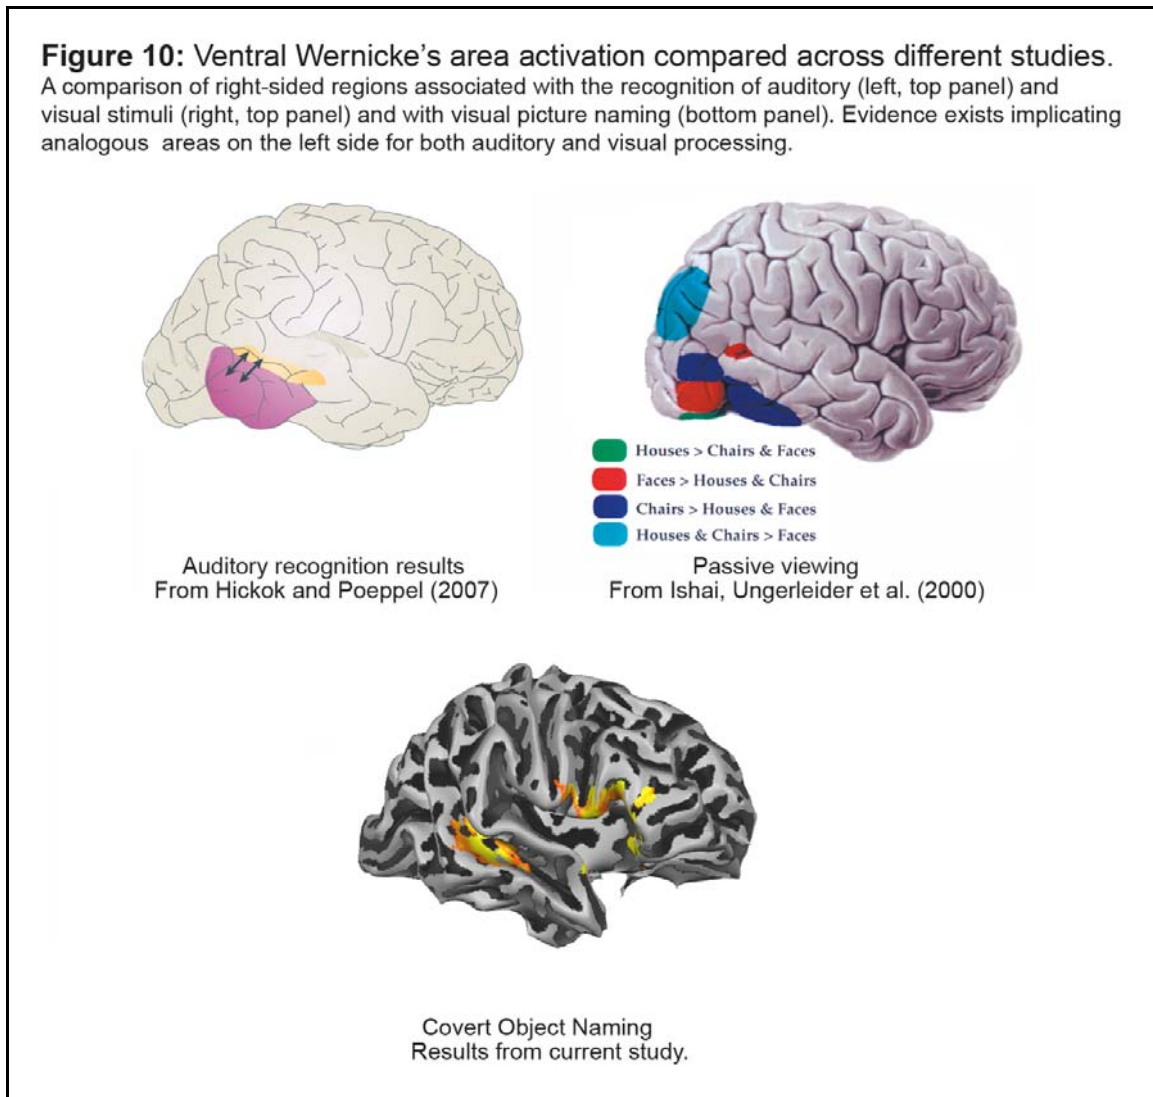 Figure 10: Ventral Wernicke's area activation compared across different studies.
A comparison of right-sided regions associated with the recognition of auditory (left, top panel) and
visual stimuli (right, top panel) and with visual picture naming (bottom panel). Evidence exists implicating
analogous  areas on the left side for both auditory and visual processing.
Houses > Chairs & Faces
Faces > Houses & Chairs
Chairs > Houses & Faces
Houses & Chairs > Faces
Auditory recognition results
From Hickok and Poeppel (2007)
Passive viewing
From Ishai, Ungerleider et al. (2000)
Covert Object Naming
Results from current study.